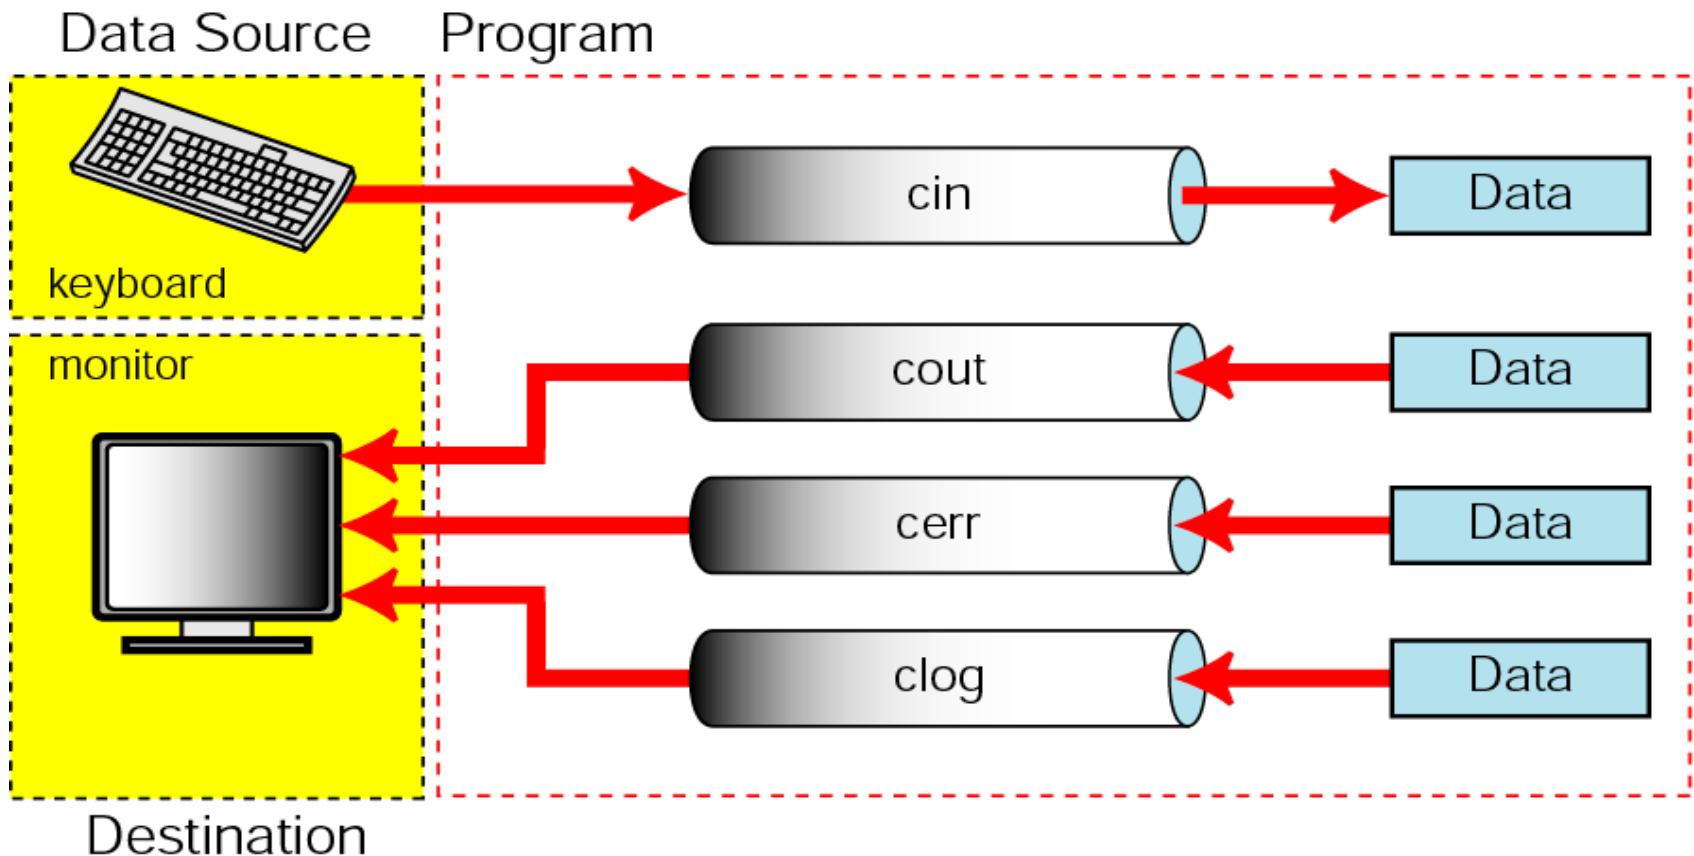 Data Source
Program
keyboard
cin
Data
monitor
cout
Data
cerr
Data
clog
Data
Destination